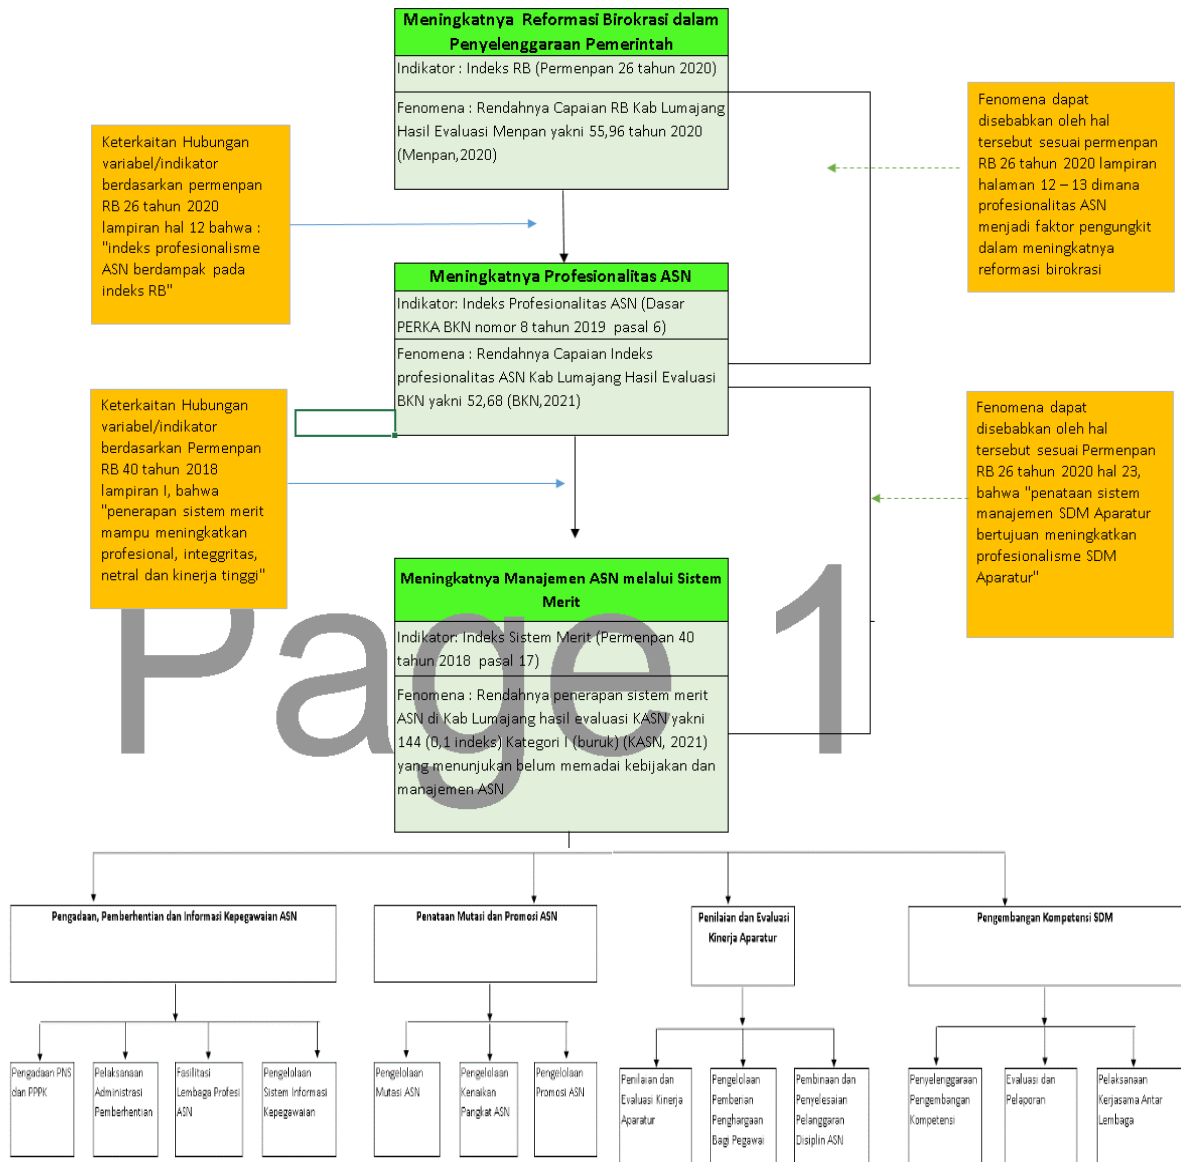 Meningkatnya Reformasi Birokrasi dalam
Penyelenggaraan Pemerintah
Indikator : Indeks RB (Permenpan 26 tahun 2020)
Fenomena : Rendahnya Capaian RB Kab Lumajang
Hasil Evaluasi Menpan yakni 55,96 tahun 2020
(Menpan,2020)
Keterkaitan Hubungan
variabel/indikator
berdasarkan permenpan
RB 26 tahun 2020
lampiran hal 12 bahwa :
"indeks profesionalisme
ASN berdampak pada
indeks RB"
Fenomena dapat
disebabkan oleh hal
tersebut sesuai permenpan
RB 26 tahun 2020 lampiran
halaman 12 – 13 dimana
profesionalitas ASN
menjadi faktor pengungkit
dalam meningkatnya
reformasi birokrasi
Meningkatnya Profesionalitas ASN
Indikator: Indeks Profesionalitas ASN (Dasar
PERKA BKN nomor 8 tahun 2019 pasal 6)
Fenomena : Rendahnya Capaian Indeks
profesionalitas ASN Kab Lumajang Hasil Evaluasi
BKN yakni 52,68 (BKN,2021)
Keterkaitan Hubungan
variabel/indikator
berdasarkan Permenpan
RB 40 tahun 2018
lampiran I, bahwa
"penerapan sistem merit
mampu meningkatkan
profesional, integgritas,
netral dan kinerja tinggi"
Fenomena dapat
disebabkan oleh hal
tersebut sesuai Permenpan
RB 26 tahun 2020 hal 23,
bahwa "penataan sistem
manajemen SDM Aparatur
bertujuan meningkatkan
profesionalisme SDM
Aparatur"
Meningkatnya Manajemen ASN melalui Sistem
Merit
Indikator: Indeks Sistem Merit (Permenpan 40
tahun 2018 pasal 17)
Fenomena : Rendahnya penerapan sistem merit
ASN di Kab Lumajang hasil evaluasi KASN yakni
144 (0,1 indeks) Kategori I (buruk) (KASN, 2021)
yang menunjukan belum memadai kebijakan dan
manajemen ASN
Page 1
Pengadaan, Pemberhentian dan Informasi Kepegawaian ASN
Penataan Mutasi dan Promosi ASN
Penilaian dan Evaluasi
Kinerja Aparatur
Pengembangan Kompetensi SDM
Pengadaan PNS
dan PPPK
Pelaksanaan
Administrasi
Pemberhentian
Fasilitasi
Lembaga Profesi
ASN
Pengelolaan
Sistem Informasi
Kepegawaian
Pengelolaan
Mutasi ASN
Pengelolaan
Kenaikan
Pangkat ASN
Pengelolaan
Promosi ASN
Penilaian dan
Evaluasi Kinerja
Aparatur
Pengelolaan
Pemberian
Penghargaan
Bagi Pegawai
Pembinaan dan
Penyelesaian
Pelanggaran
Disiplin ASN
Penyelenggaraan
Pengembangan
Kompetensi
Evaluasi dan
Pelaporan
Pelaksanaan
Kerjasama Antar
Lembaga